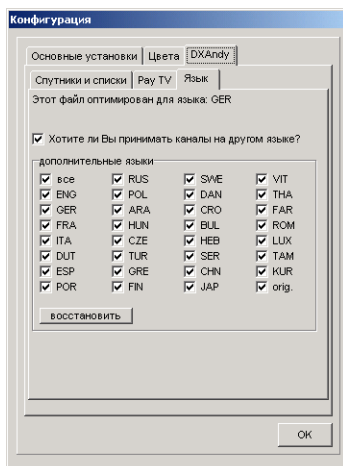 Конфигурация
Основные установки Цвета DXAndy
Спутники и списки Pay TV Язык
Этот файл оптимирован для языка: GER
Хотите ли Вы принимать каналы на другом языке?
дополнительные языки
все RUS SWE VIT
ENG POL DAN THA
GER ARA CRO FAR
FRA HUN BUL ROM
ITA CZE HEB LUX
DUT TUR SER TAM
ESP GRE CHN KUR
POR FIN JAP orig.
восстановить
OK